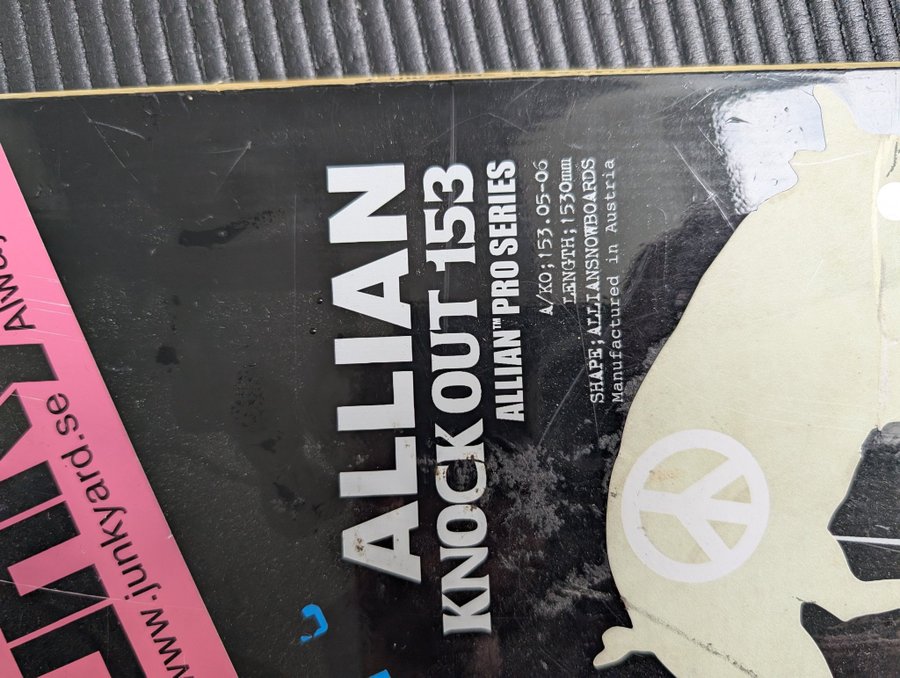 ALLIAN
KNOCK OUT 153
ALLIAN™ PRO SERIES
A/KO;153.05-06
LENGTH;1530mm
SHAPE;ALLIANSNOWBOARDS
Manufactured in Austria
www.junkyard.se